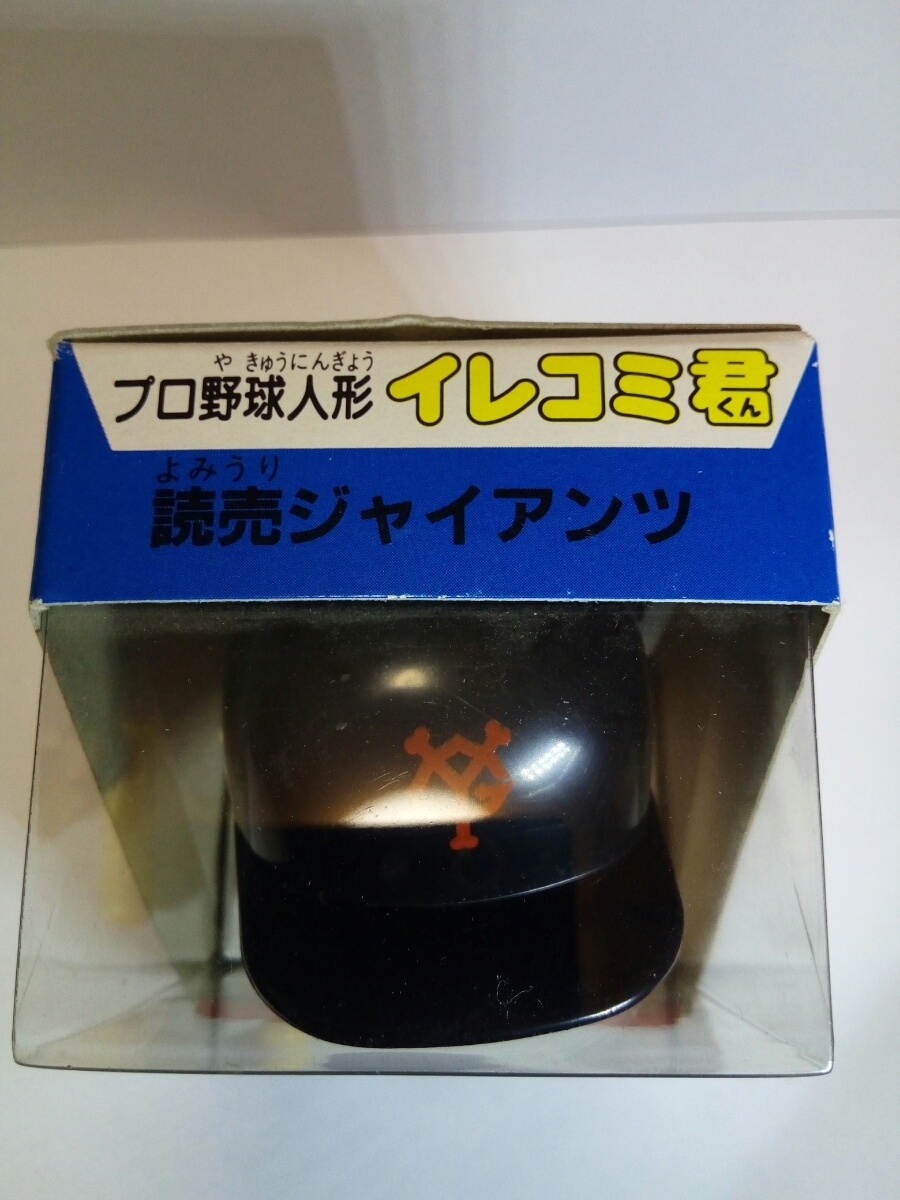 や きゅうにんぎょう
プロ野球人形 イレコミ君
くん
よみうり
読売ジャイアンツ
YG